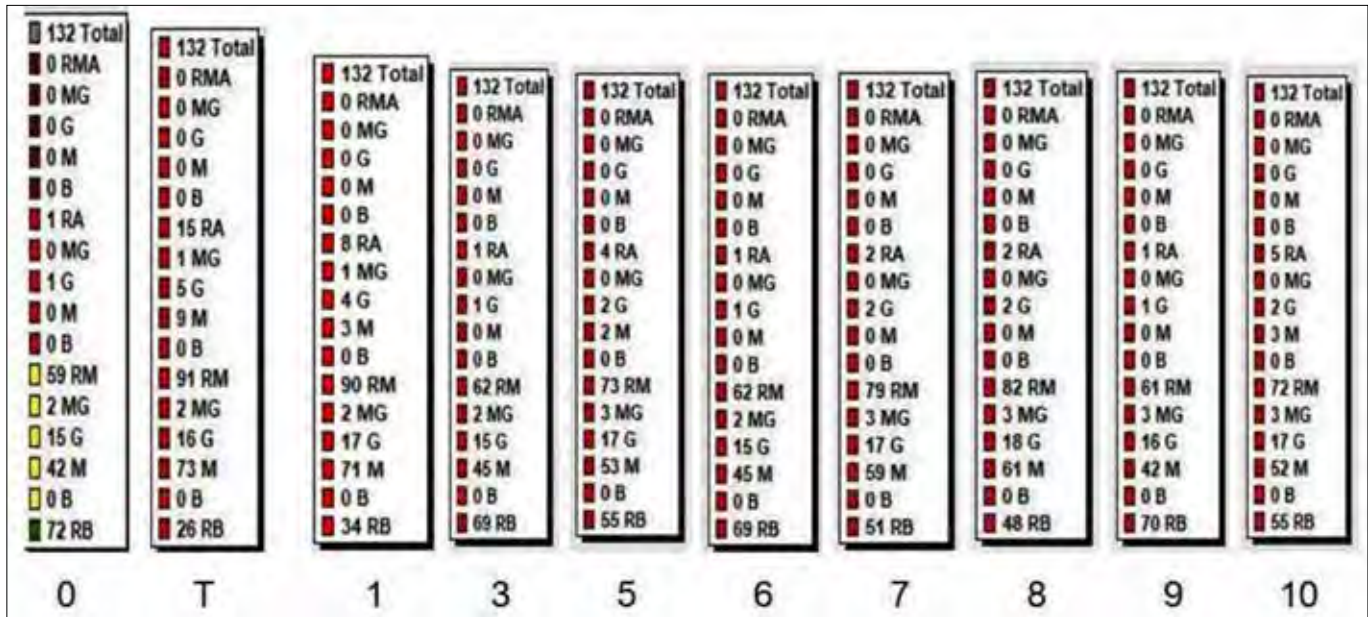 132 Total
0 RMA
0 MG
0 G
0 M
0 B
1 RA
0 MG
1 G
0 M
0 B
59 RM
2 MG
15 G
42 M
0 B
72 RB
0
132 Total
0 RMA
0 MG
0 G
0 M
0 B
15 RA
1 MG
5 G
9 M
0 B
91 RM
2 MG
16 G
73 M
0 B
26 RB
T
132 Total
0 RMA
0 MG
0 G
0 M
0 B
8 RA
1 MG
4 G
3 M
0 B
90 RM
2 MG
17 G
71 M
0 B
34 RB
1
132 Total
0 RMA
0 MG
0 G
0 M
0 B
1 RA
0 MG
1 G
0 M
0 B
62 RM
2 MG
15 G
45 M
0 B
69 RB
3
132 Total
0 RMA
0 MG
0 G
0 M
0 B
4 RA
0 MG
2 G
2 M
0 B
73 RM
3 MG
17 G
53 M
0 B
55 RB
5
132 Total
0 RMA
0 MG
0 G
0 M
0 B
1 RA
0 MG
1 G
0 M
0 B
62 RM
2 MG
15 G
45 M
0 B
69 RB
6
132 Total
0 RMA
0 MG
0 G
0 M
0 B
2 RA
0 MG
2 G
0 M
0 B
79 RM
3 MG
17 G
59 M
0 B
51 RB
7
132 Total
0 RMA
0 MG
0 G
0 M
0 B
2 RA
0 MG
2 G
0 M
0 B
82 RM
3 MG
18 G
61 M
0 B
48 RB
8
132 Total
0 RMA
0 MG
0 G
0 M
0 B
1 RA
0 MG
1 G
0 M
0 B
61 RM
3 MG
16 G
42 M
0 B
70 RB
9
132 Total
0 RMA
0 MG
0 G
0 M
0 B
5 RA
0 MG
2 G
3 M
0 B
72 RM
3 MG
17 G
52 M
0 B
55 RB
10